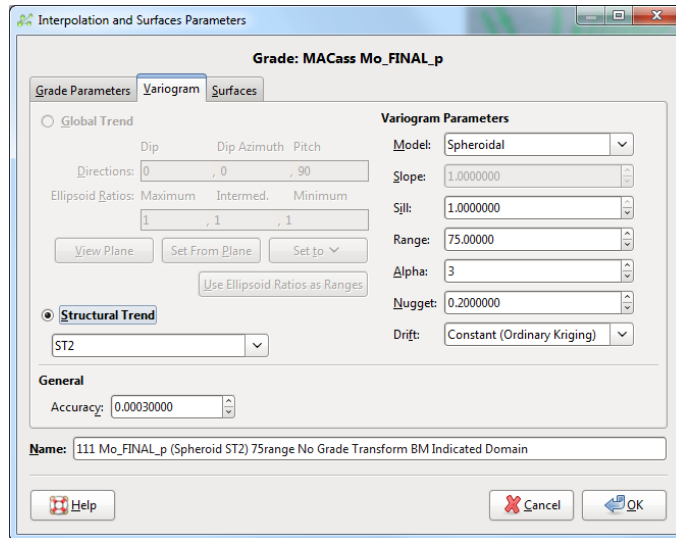 Interpolation and Surfaces Parameters
Grade: MACass Mo_FINAL_p
Grade Parameters Variogram Surfaces
Global Trend
Dip Dip Azimuth Pitch
Directions: 0 , 0 , 90
Ellipsoid Ratios: Maximum Intermed. Minimum
1 , 1 , 1
View Plane Set From Plane Set to
Use Ellipsoid Ratios as Ranges
Structural Trend
ST2
Variogram Parameters
Model: Spheroidal
Slope: 1.0000000
Sill: 1.0000000
Range: 75.00000
Alpha: 3
Nugget: 0.2000000
Drift: Constant (Ordinary Kriging)
General
Accuracy: 0.00030000
Name: 111 Mo_FINAL_p (Spheroid ST2) 75range No Grade Transform BM Indicated Domain
Help Cancel OK